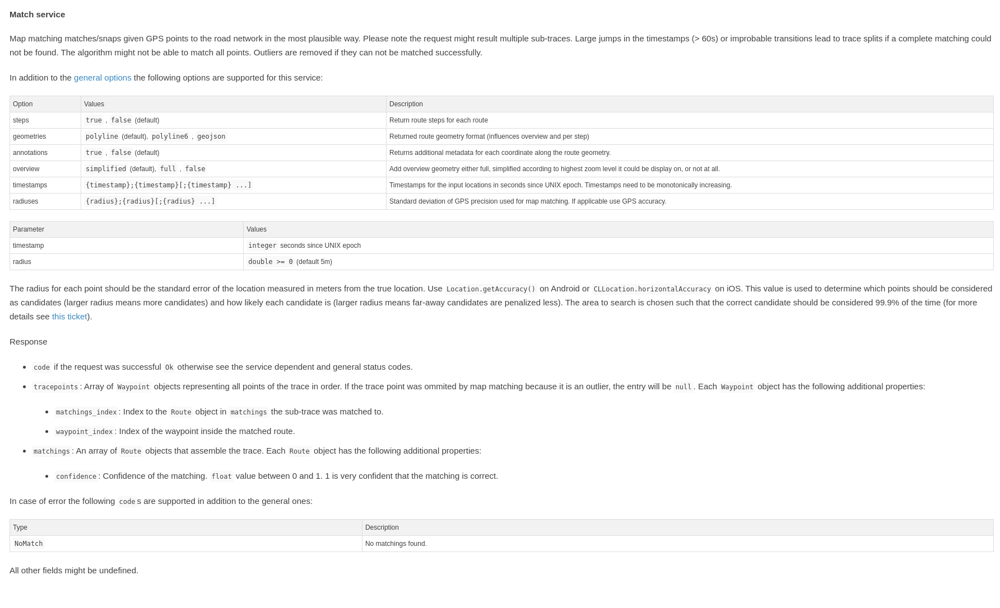 Match service
Map matching matches/snaps given GPS points to the road network in the most plausible way. Please note the request might result multiple sub-traces. Large jumps in the timestamps (> 60s) or improbable transitions lead to trace splits if a complete matching could
not be found. The algorithm might not be able to match all points. Outliers are removed if they can not be matched successfully.
In addition to the general options the following options are supported for this service:
Option Values Description
steps true , false (default) Return route steps for each route
geometries polyline (default), polyline6 , geojson Returned route geometry format (influences overview and per step)
annotations true , false (default) Returns additional metadata for each coordinate along the route geometry.
overview simplified (default), full , false Add overview geometry either full, simplified according to highest zoom level it could be display on, or not at all.
timestamps {timestamp};{timestamp}[;{timestamp} ...] Timestamps for the input locations in seconds since UNIX epoch. Timestamps need to be monotonically increasing.
radiuses {radius};{radius}[;{radius} ...] Standard deviation of GPS precision used for map matching. If applicable use GPS accuracy.
Parameter Values
timestamp integer seconds since UNIX epoch
radius double >= 0 (default 5m)
The radius for each point should be the standard error of the location measured in meters from the true location. Use Location.getAccuracy() on Android or CLLocation.horizontalAccuracy on iOS. This value is used to determine which points should be considered
as candidates (larger radius means more candidates) and how likely each candidate is (larger radius means far-away candidates are penalized less). The area to search is chosen such that the correct candidate should be considered 99.9% of the time (for more
details see this ticket).
Response
• code if the request was successful Ok otherwise see the service dependent and general status codes.
• tracepoints : Array of Waypoint objects representing all points of the trace in order. If the trace point was ommited by map matching because it is an outlier, the entry will be null . Each Waypoint object has the following additional properties:
• matchings_index : Index to the Route object in matchings the sub-trace was matched to.
• waypoint_index : Index of the waypoint inside the matched route.
• matchings : An array of Route objects that assemble the trace. Each Route object has the following additional properties:
• confidence : Confidence of the matching. float value between 0 and 1. 1 is very confident that the matching is correct.
In case of error the following code s are supported in addition to the general ones:
Type Description
NoMatch No matchings found.
All other fields might be undefined.